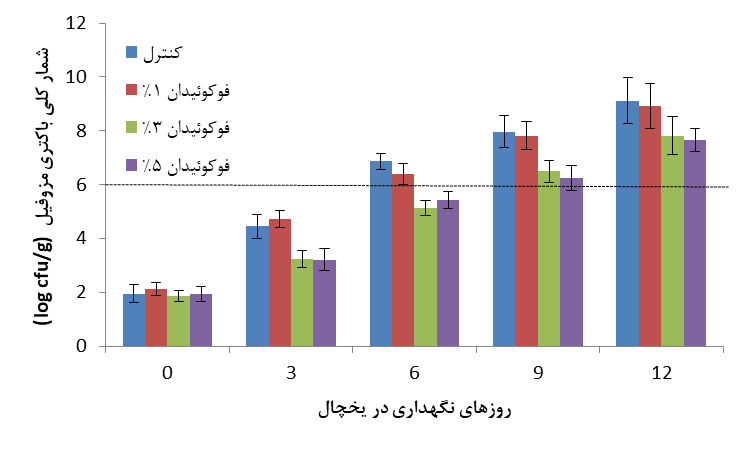 شمار کلی باکتری مزوفیل (log cfu/g)
12
10
8
6
4
2
0
کنترل
فوکوئیدان ۱٪
فوکوئیدان ۳٪
فوکوئیدان ۵٪
0 3 6 9 12
روزهای نگهداری در یخچال